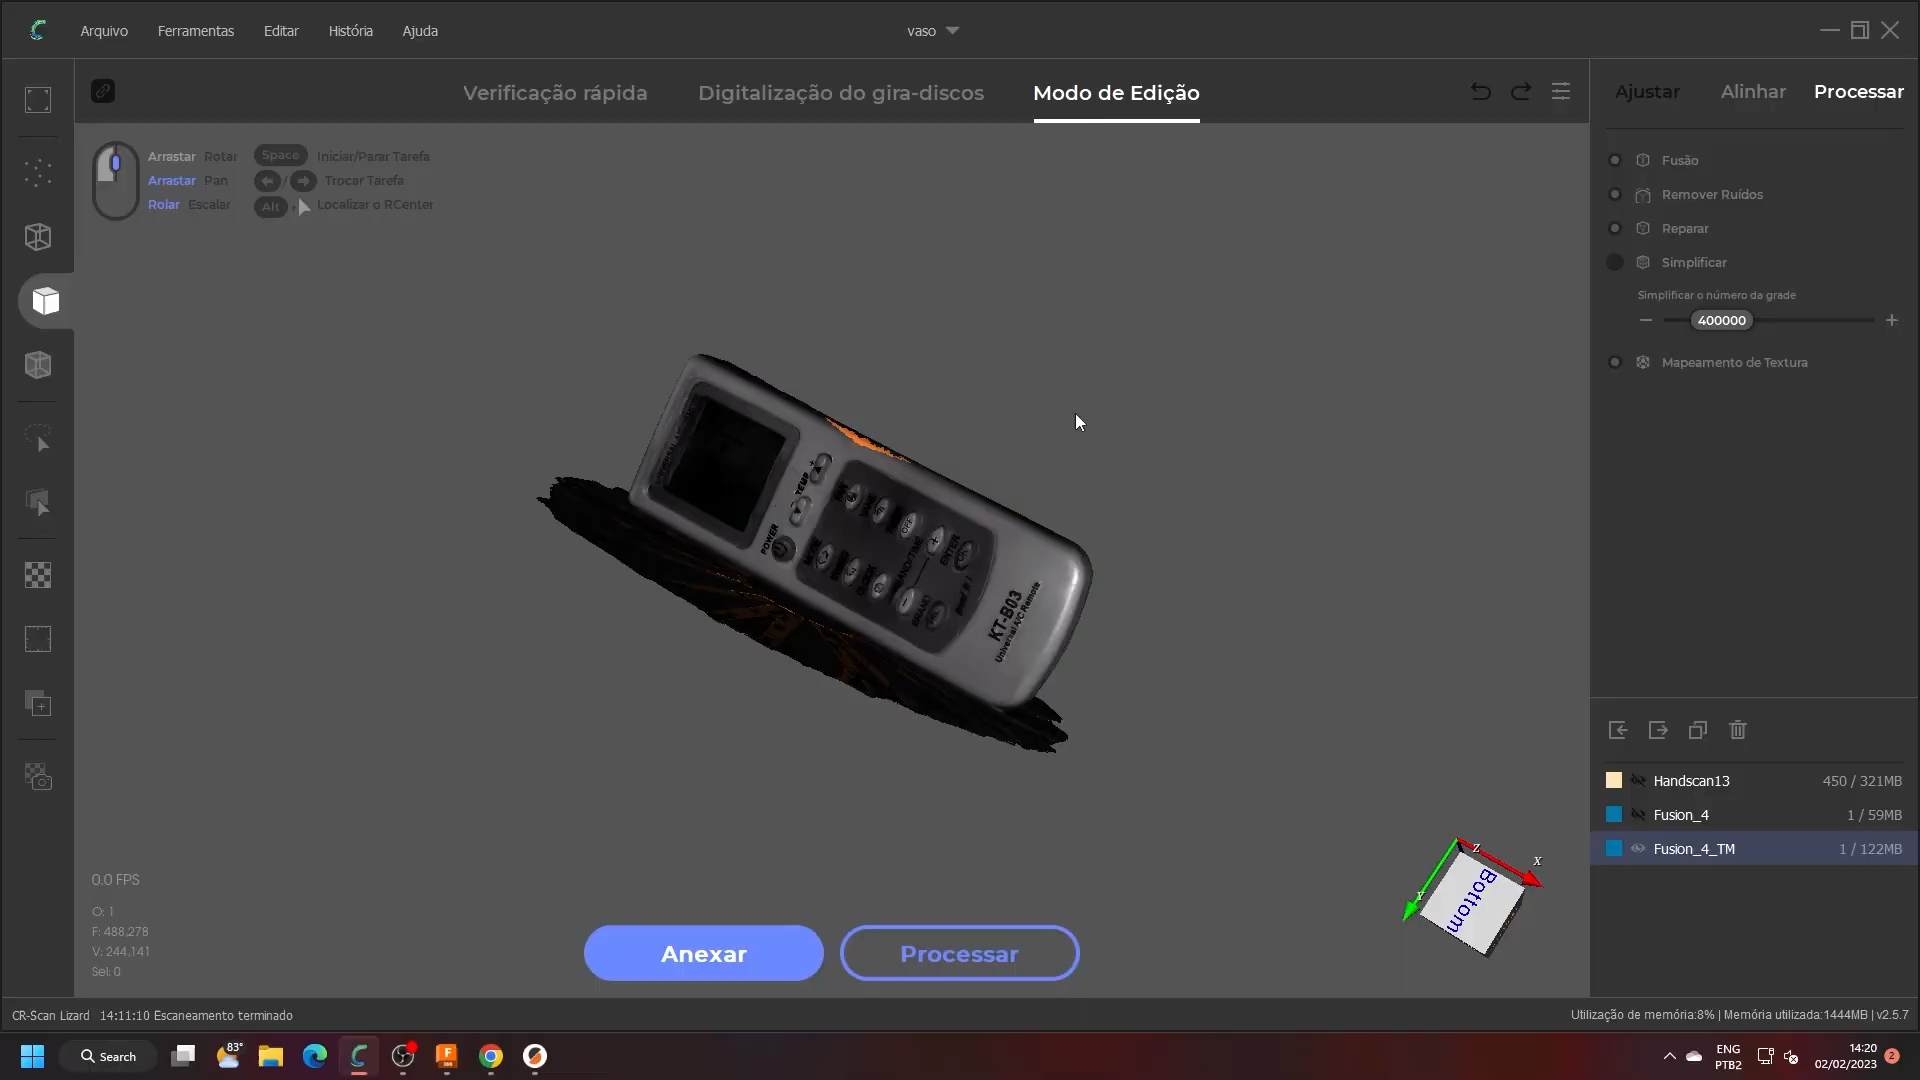 Arquivo Ferramentas Editar História Ajuda
vaso
Verificação rápida Digitalização do gira-discos Modo de Edição
Ajustar Alinhar Processar
Arrastar Rotar Space Iniciar/Parar Tarefa
Arrastar Pan / Trocar Tarefa
Rolar Escalar Alt + Localizar o RCenter
Fusão
Remover Ruídos
Reparar
Simplificar
Simplificar o número da grade
− 400000 +
Mapeamento de Textura
TEMP
POWER
OFF
ENTER
OK
KT-B03
Universal A/C Remote
Handscan13 450 / 321MB
Fusion_4 1 / 59MB
Fusion_4_TM 1 / 122MB
Z X
Y
Bottom
0.0 FPS
O: 1
F: 488,278
V: 244,141
Sel: 0
Anexar Processar
CR-Scan Lizard 14:11:10 Escaneamento terminado
Utilização de memória:8% | Memória utilizada:1444MB | v2.5.7
Search 83° ENG 14:20
PTB2 02/02/2023 2